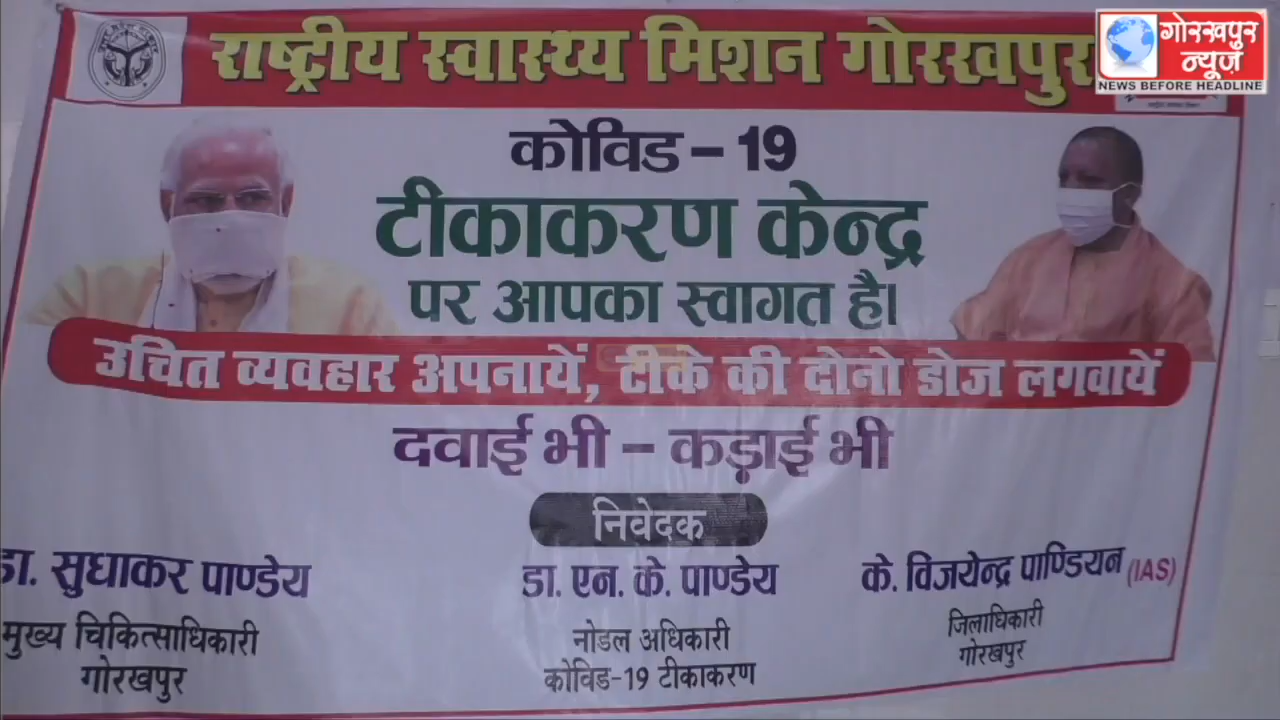 राष्ट्रीय स्वास्थ्य मिशन गोरखपुर
गोरखपुर
न्यूज़
NEWS BEFORE HEADLINE
कोविड – 19
टीकाकरण केन्द्र
पर आपका स्वागत है।
उचित व्यवहार अपनायें, टीके की दोनो डोज लगवायें
दवाई भी – कड़ाई भी
निवेदक
डा. सुधाकर पाण्डेय
मुख्य चिकित्साधिकारी
गोरखपुर
डा. एन. के. पाण्डेय
नोडल अधिकारी
कोविड-19 टीकाकरण
के. विजयेन्द्र पाण्डियन (IAS)
जिलाधिकारी
गोरखपुर